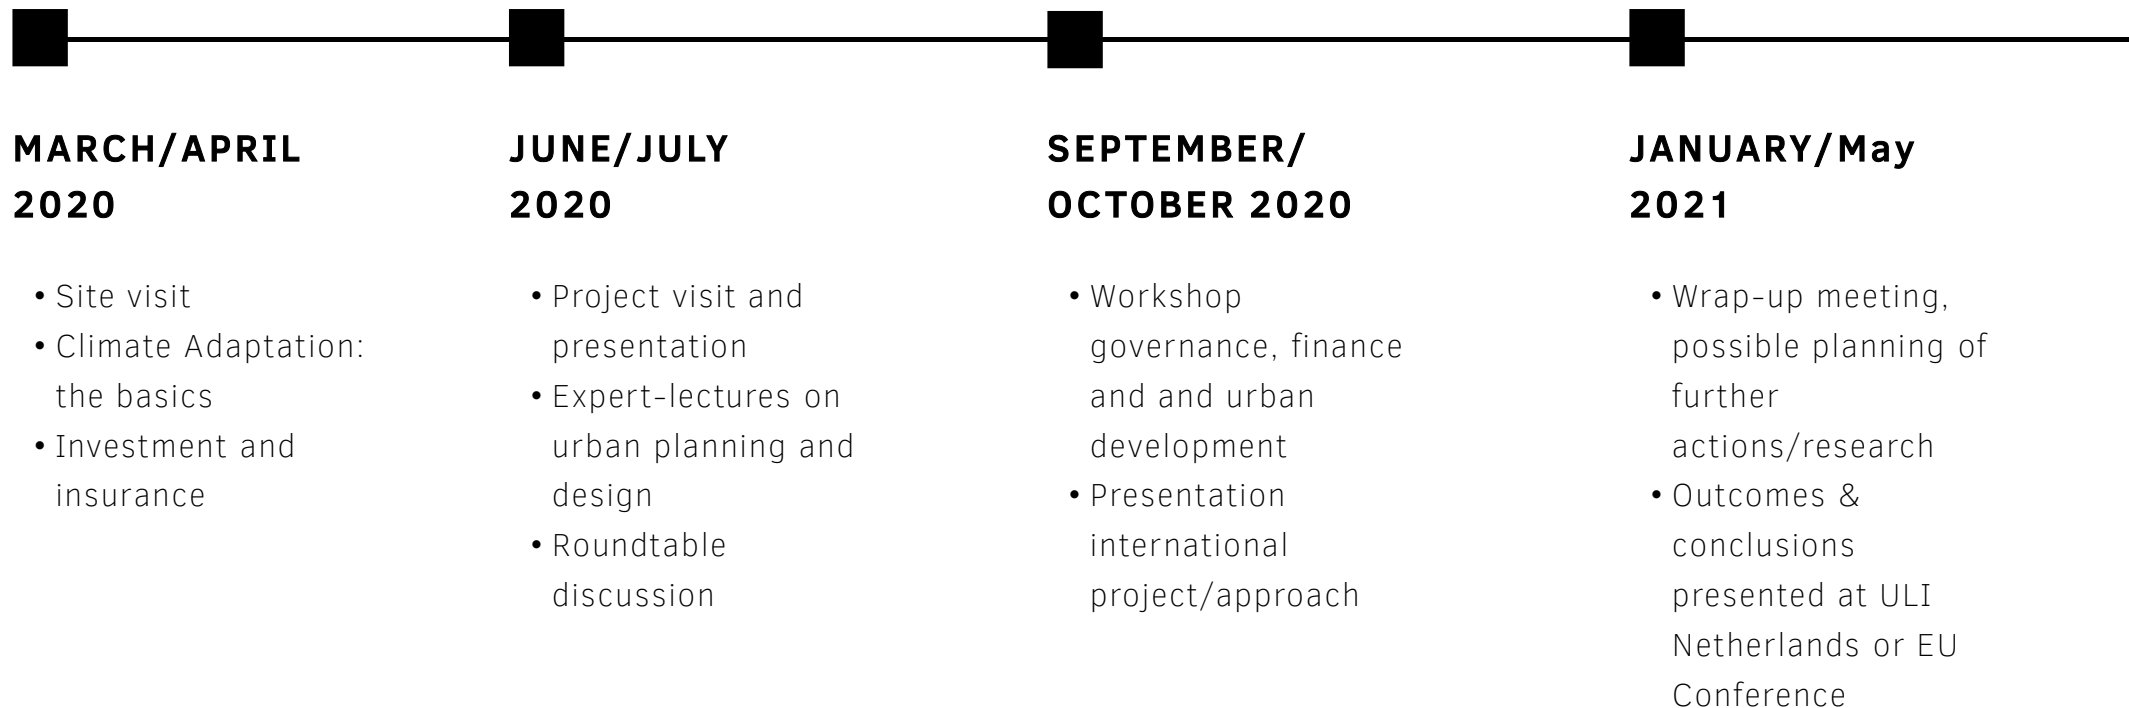 MARCH/APRIL
2020
• Site visit
• Climate Adaptation:
the basics
• Investment and
insurance
JUNE/JULY
2020
• Project visit and
presentation
• Expert-lectures on
urban planning and
design
• Roundtable
discussion
SEPTEMBER/
OCTOBER 2020
• Workshop
governance, finance
and and urban
development
• Presentation
international
project/approach
JANUARY/May
2021
• Wrap-up meeting,
possible planning of
further
actions/research
• Outcomes &
conclusions
presented at ULI
Netherlands or EU
Conference